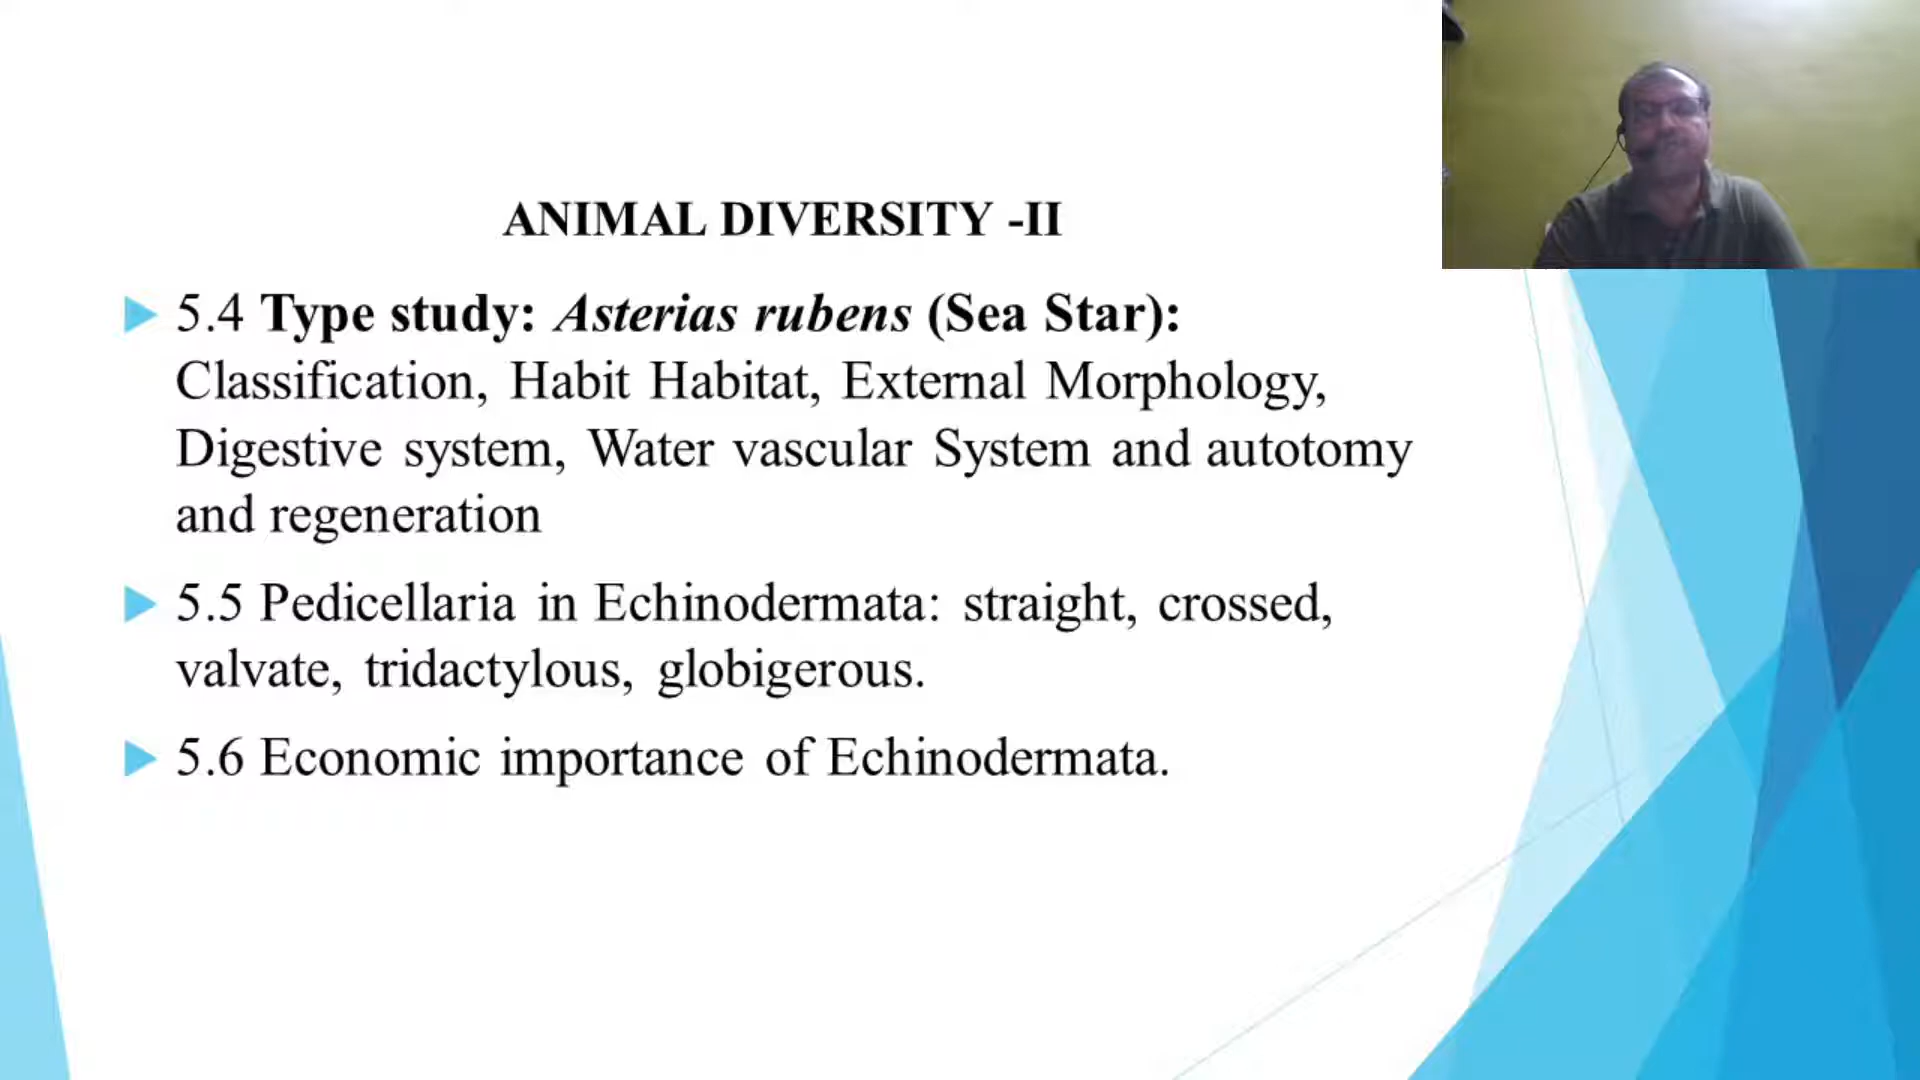 ANIMAL DIVERSITY -II
5.4 Type study: Asterias rubens (Sea Star):
Classification, Habit Habitat, External Morphology,
Digestive system, Water vascular System and autotomy
and regeneration
5.5 Pedicellaria in Echinodermata: straight, crossed,
valvate, tridactylous, globigerous.
5.6 Economic importance of Echinodermata.